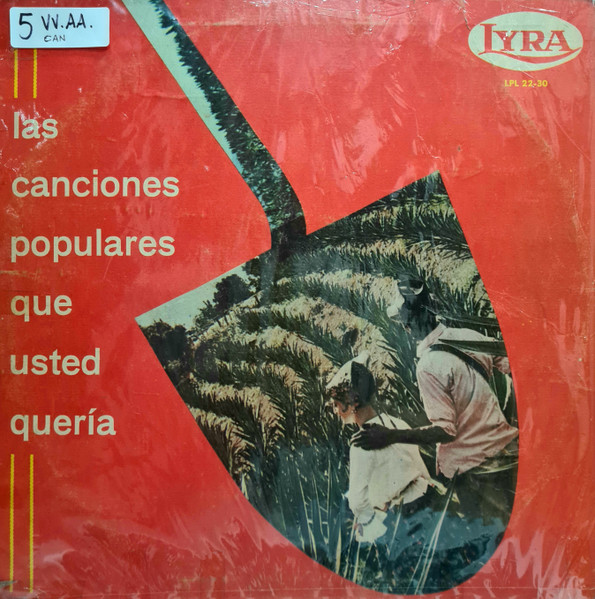 5 VV.AA.
CAN
LYRA
LPL 22-30
las
canciones
populares
que
usted
quería